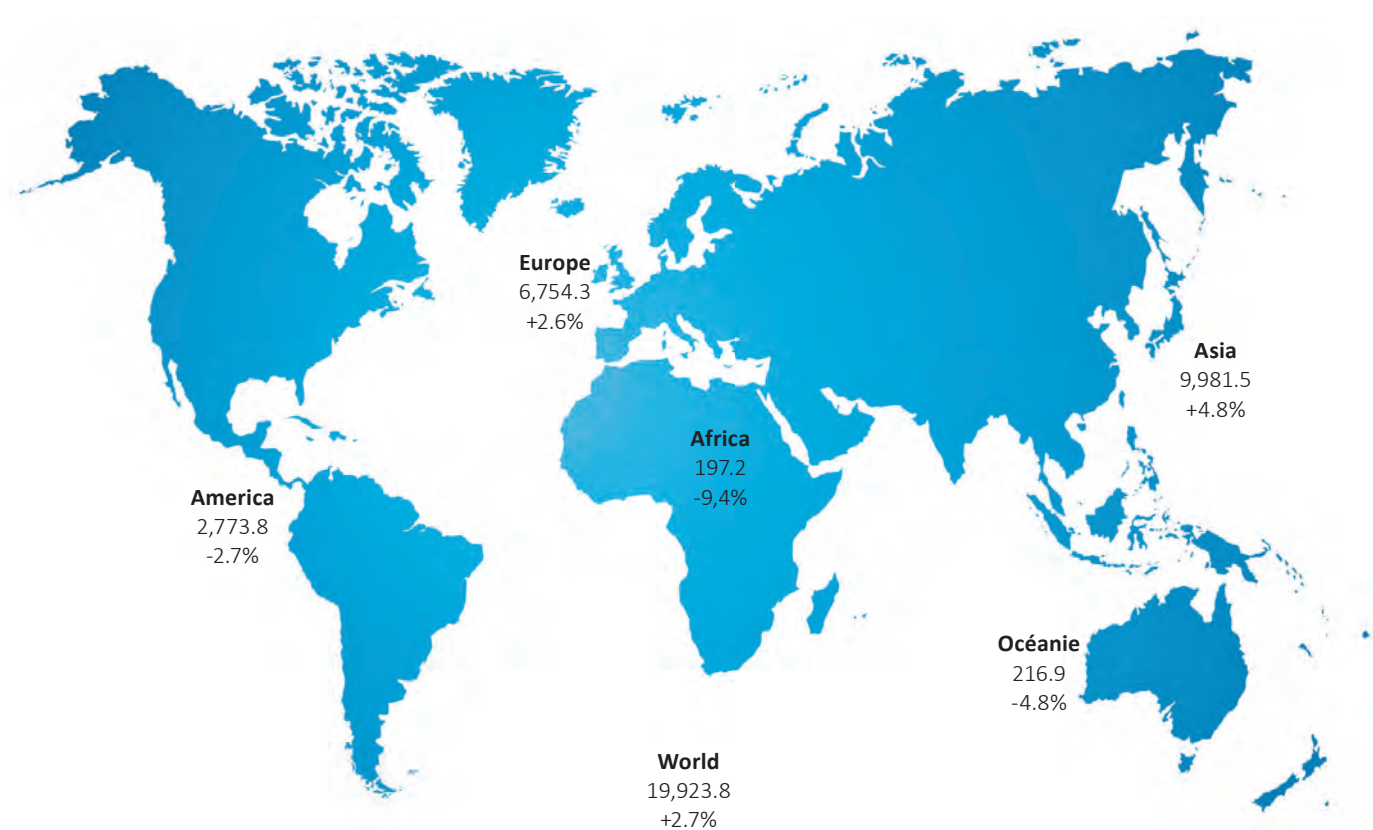 Europe
6,754.3
+2.6%
Asia
9,981.5
+4.8%
Africa
197.2
-9,4%
America
2,773.8
-2.7%
Océanie
216.9
-4.8%
World
19,923.8
+2.7%